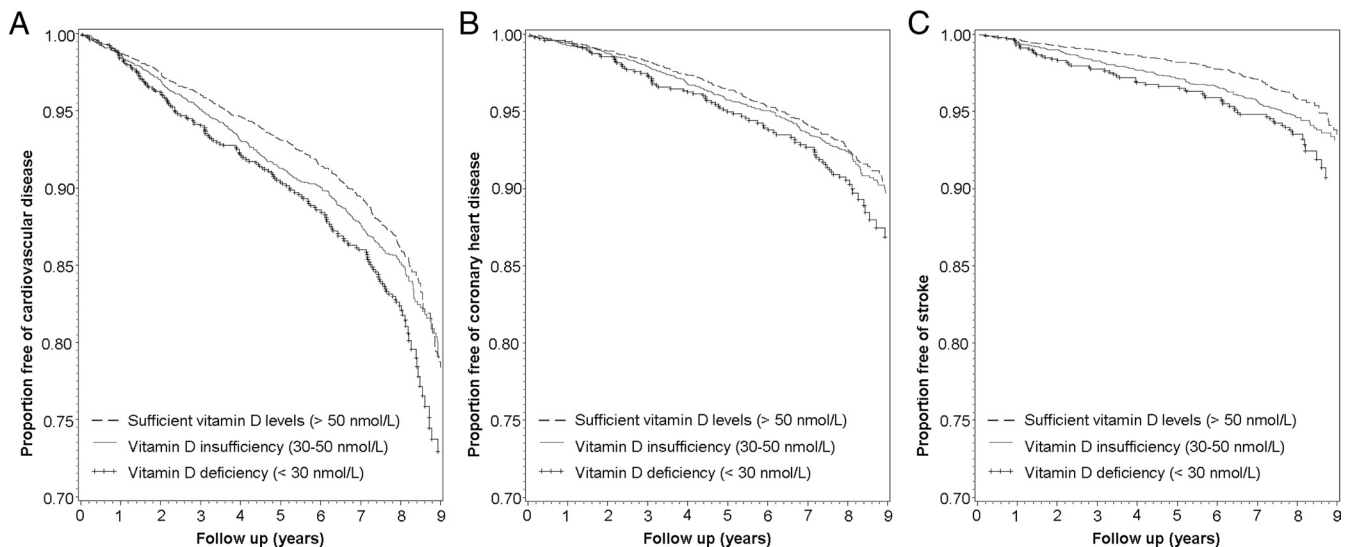 A
Proportion free of cardiovascular disease
1.00
0.95
0.90
0.85
0.80
0.75
0.70
Sufficient vitamin D levels (> 50 nmol/L)
Vitamin D insufficiency (30-50 nmol/L)
Vitamin D deficiency (< 30 nmol/L)
0 1 2 3 4 5 6 7 8 9
Follow up (years)
B
Proportion free of coronary heart disease
1.00
0.95
0.90
0.85
0.80
0.75
0.70
Sufficient vitamin D levels (> 50 nmol/L)
Vitamin D insufficiency (30-50 nmol/L)
Vitamin D deficiency (< 30 nmol/L)
0 1 2 3 4 5 6 7 8 9
Follow up (years)
C
Proportion free of stroke
1.00
0.95
0.90
0.85
0.80
0.75
0.70
Sufficient vitamin D levels (> 50 nmol/L)
Vitamin D insufficiency (30-50 nmol/L)
Vitamin D deficiency (< 30 nmol/L)
0 1 2 3 4 5 6 7 8 9
Follow up (years)